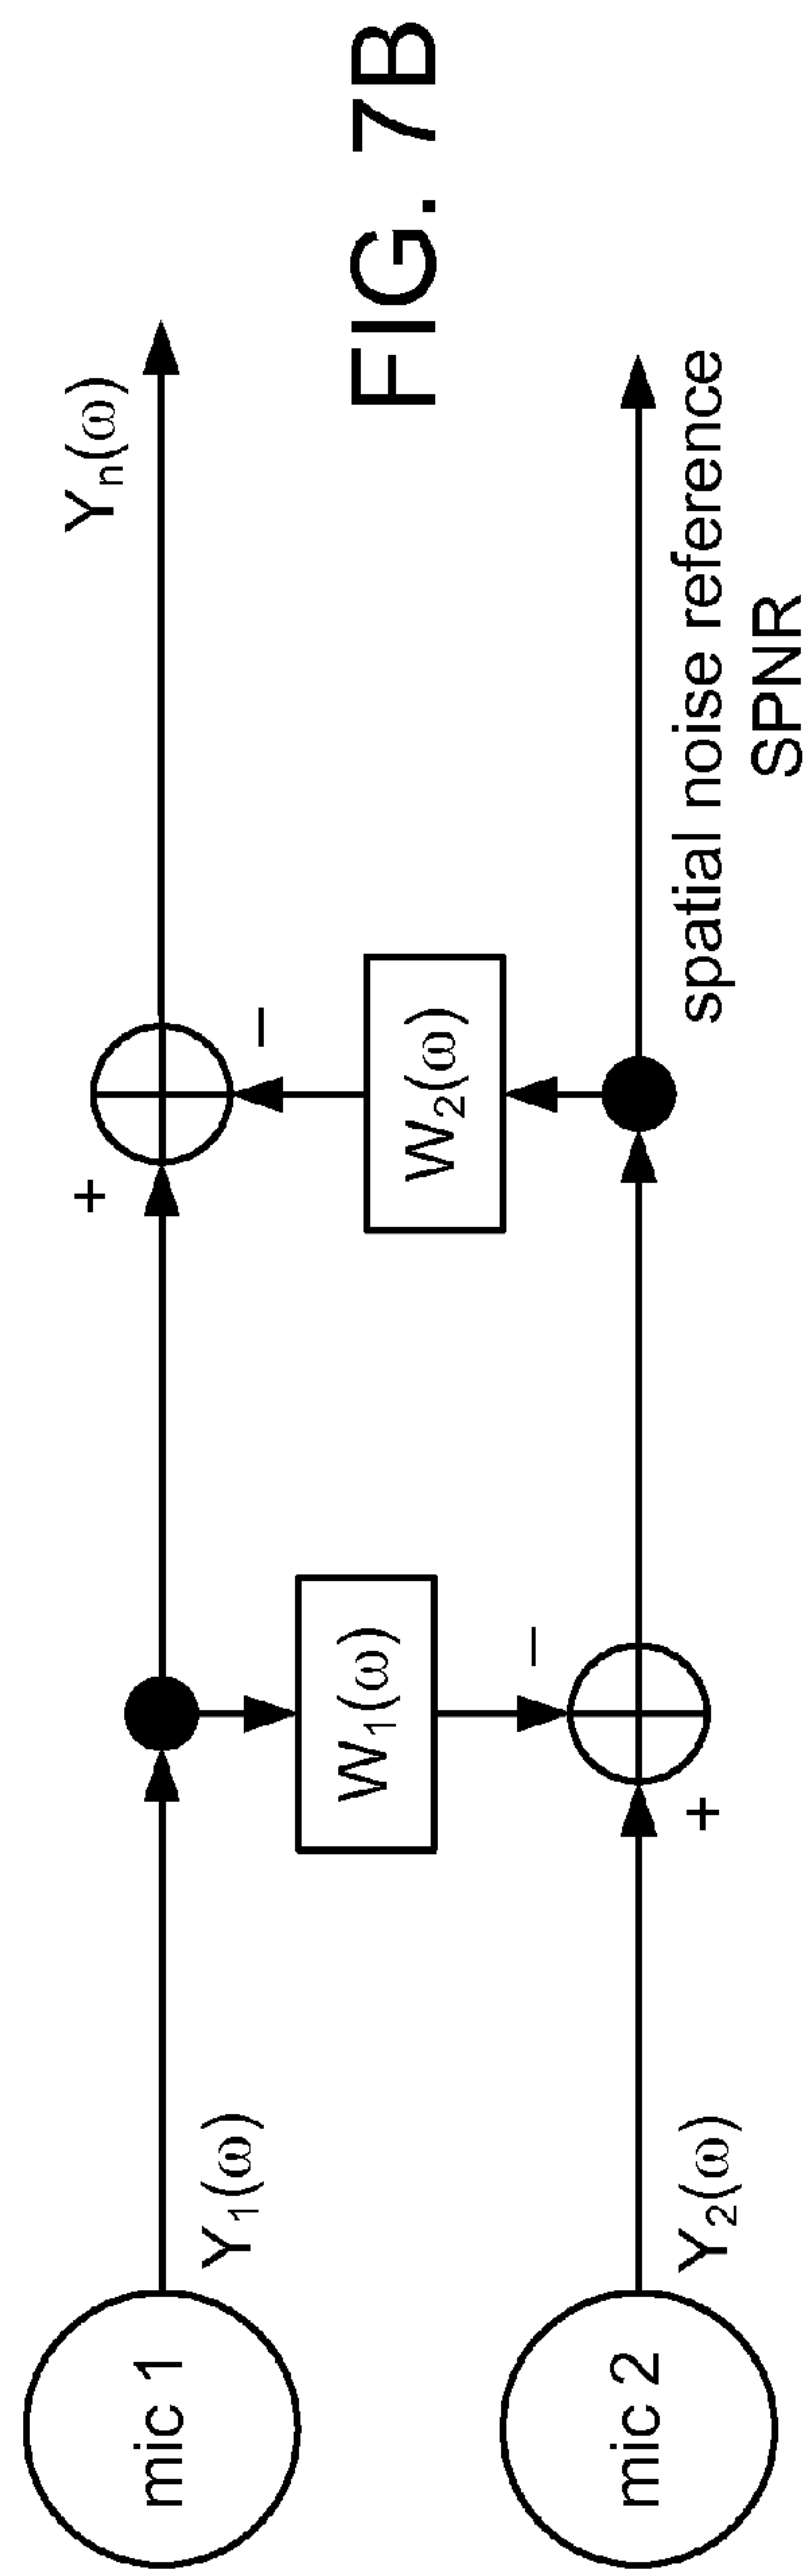 mic 1
Y₁(ω)
W₁(ω)
+
–
Yₙ(ω)
mic 2
Y₂(ω)
+
–
W₂(ω)
spatial noise reference
SPNR
FIG. 7B